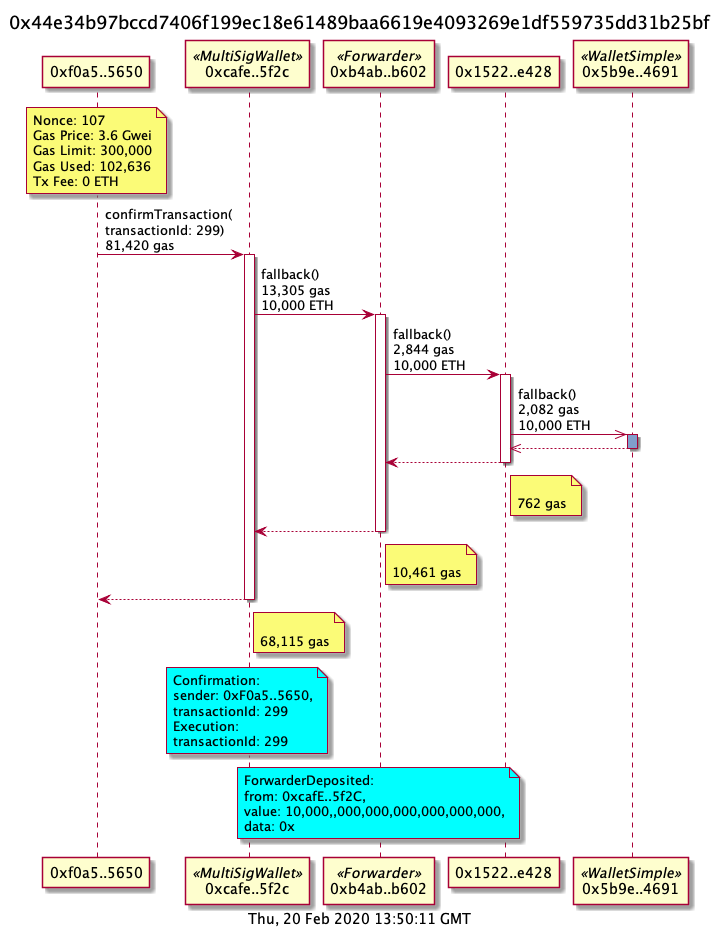 0x44e34b97bccd7406f199ec18e61489baa6619e4093269e1df559735dd31b25bf
0xf0a5..5650
«MultiSigWallet»
0xcafe..5f2c
«Forwarder»
0xb4ab..b602
0x1522..e428
«WalletSimple»
0x5b9e..4691
Nonce: 107
Gas Price: 3.6 Gwei
Gas Limit: 300,000
Gas Used: 102,636
Tx Fee: 0 ETH
confirmTransaction(
transactionId: 299)
81,420 gas
fallback()
13,305 gas
10,000 ETH
fallback()
2,844 gas
10,000 ETH
fallback()
2,082 gas
10,000 ETH
762 gas
10,461 gas
68,115 gas
Confirmation:
sender: 0xF0a5..5650,
transactionId: 299
Execution:
transactionId: 299
ForwarderDeposited:
from: 0xcafE..5f2C,
value: 10,000,,000,000,000,000,000,000,
data: 0x
0xf0a5..5650
«MultiSigWallet»
0xcafe..5f2c
«Forwarder»
0xb4ab..b602
0x1522..e428
«WalletSimple»
0x5b9e..4691
Thu, 20 Feb 2020 13:50:11 GMT